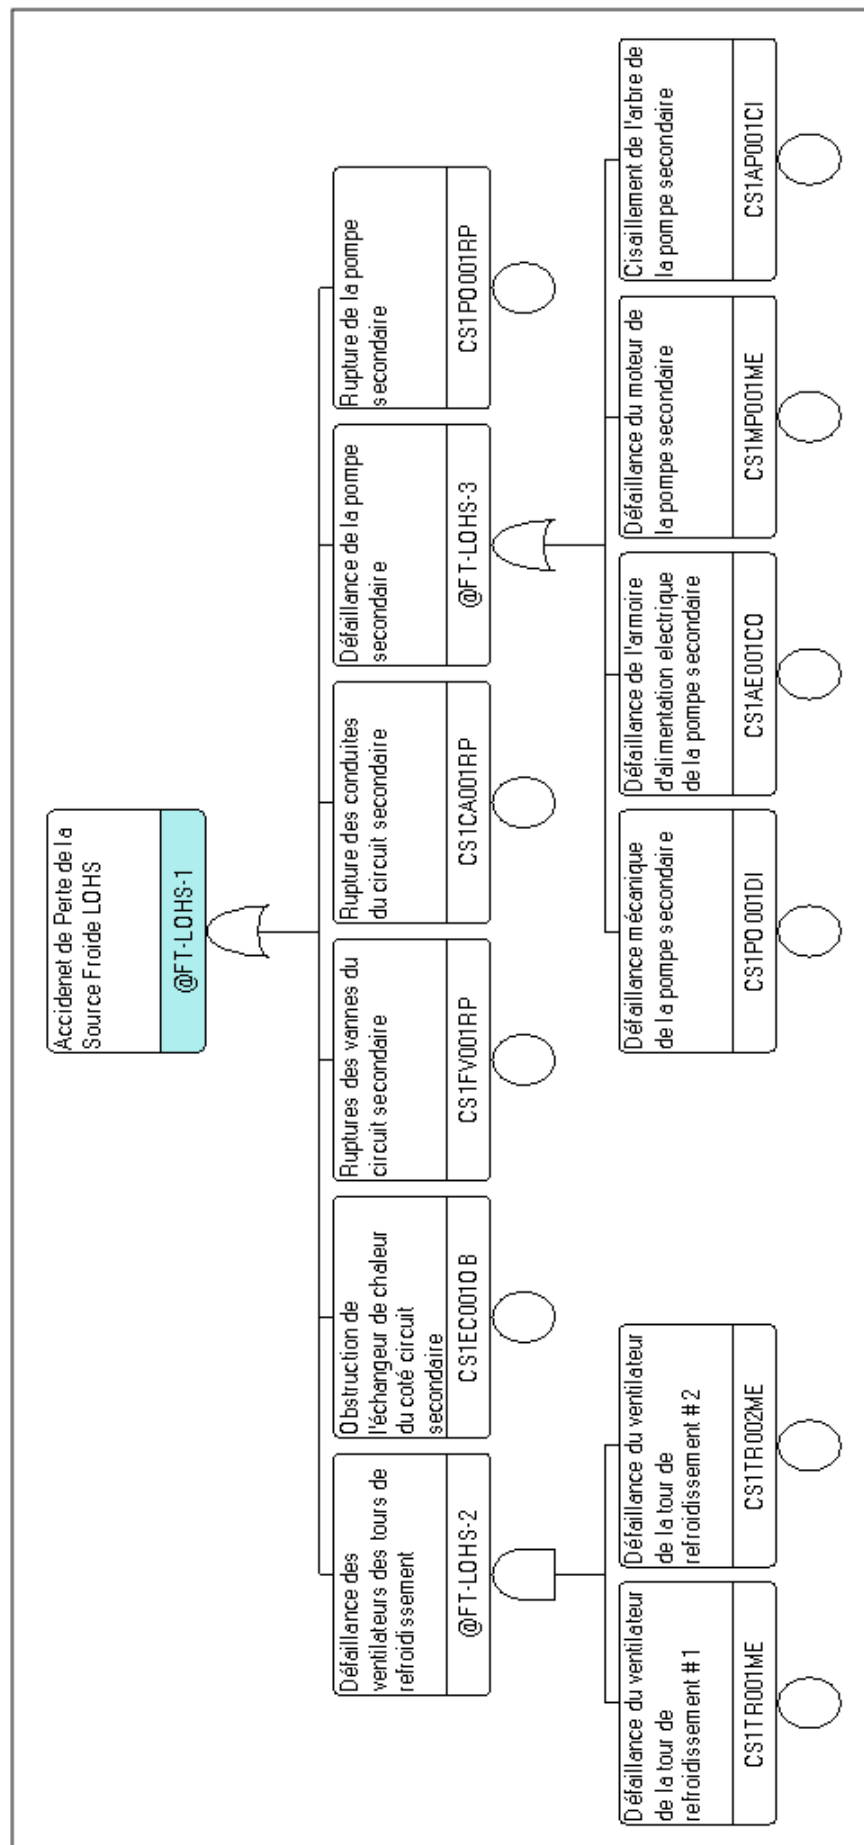 Accidenet de Perte de la
Source Froide LOHS
@FT-LOHS-1
Défaillance des
ventilateurs des tours de
refroidissement
@FT-LOHS-2
Obstruction de
l'échangeur de chaleur
du coté circuit
secondaire
CS1EC001OB
Ruptures des vannes du
circuit secondaire
CS1FV001RP
Rupture des conduites
du circuit secondaire
CS1CA001RP
Défaillance de la pompe
secondaire
@FT-LOHS-3
Rupture de la pompe
secondaire
CS1PO001RP
Défaillance du ventilateur
de la tour de
refroidissement #1
CS1TR001ME
Défaillance du ventilateur
de la tour de
refroidissement #2
CS1TR002ME
Défaillance mécanique
de la pompe secondaire
CS1PO001DI
Défaillance de l'armoire
d'alimentation electrique
de la pompe secondaire
CS1AE001CO
Défaillance du moteur de
la pompe secondaire
CS1MP001ME
Cisaillement de l'arbre de
la pompe secondaire
CS1AP001CI